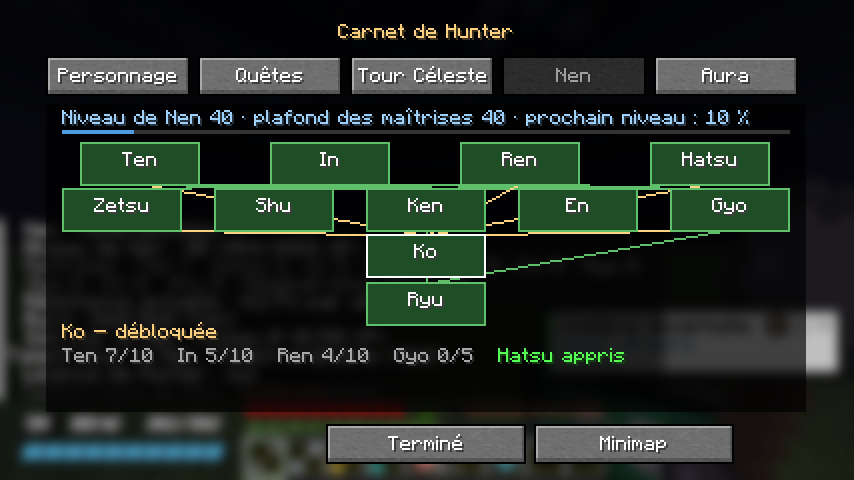 Carnet de Hunter
Personnage Quêtes Tour Céleste Nen Aura
Niveau de Nen 40 · plafond des maîtrises 40 · prochain niveau : 10 %
Ten In Ren Hatsu
Zetsu Shu Ken En Gyo
Ko
Ryu
Ko — débloquée
Ten 7/10 In 5/10 Ren 4/10 Gyo 0/5 Hatsu appris
Terminé Minimap